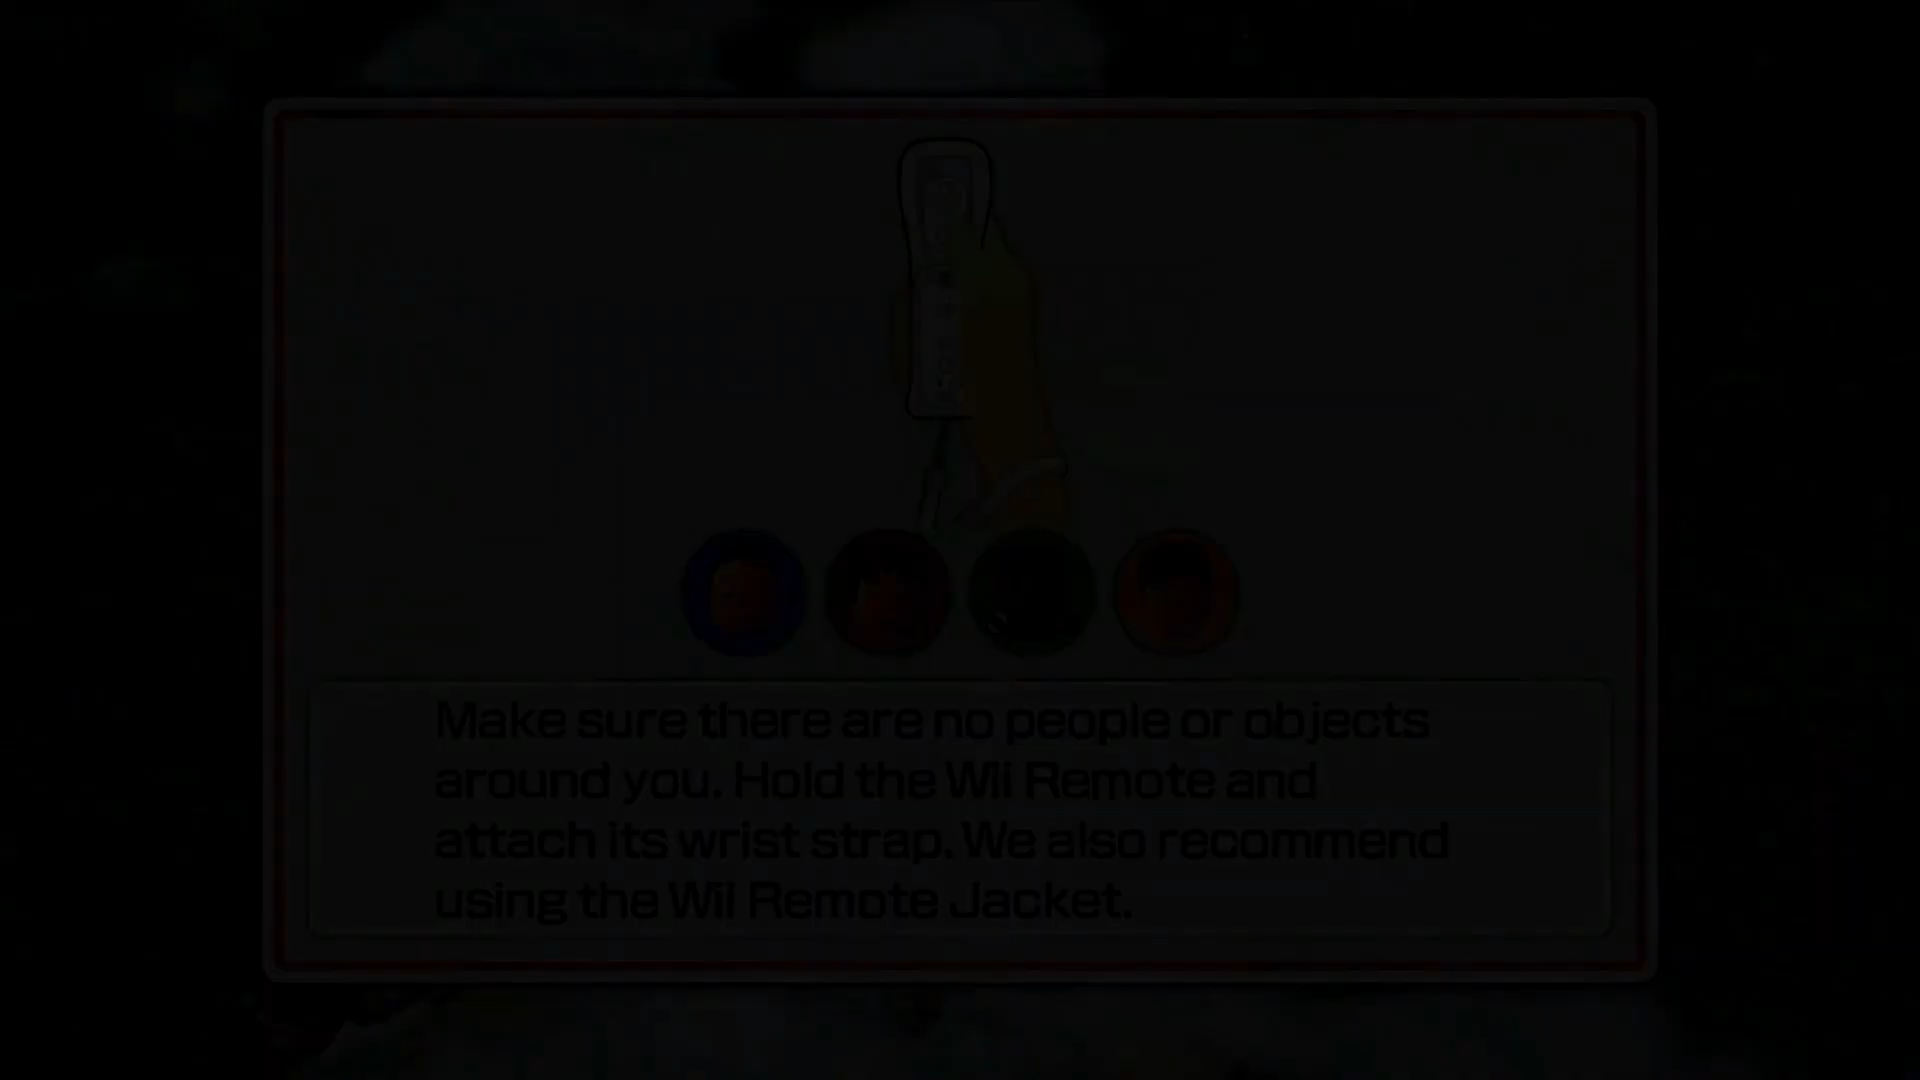 Make sure there are no people or objects
around you. Hold the Wii Remote and
attach its wrist strap. We also recommend
using the Wii Remote Jacket.